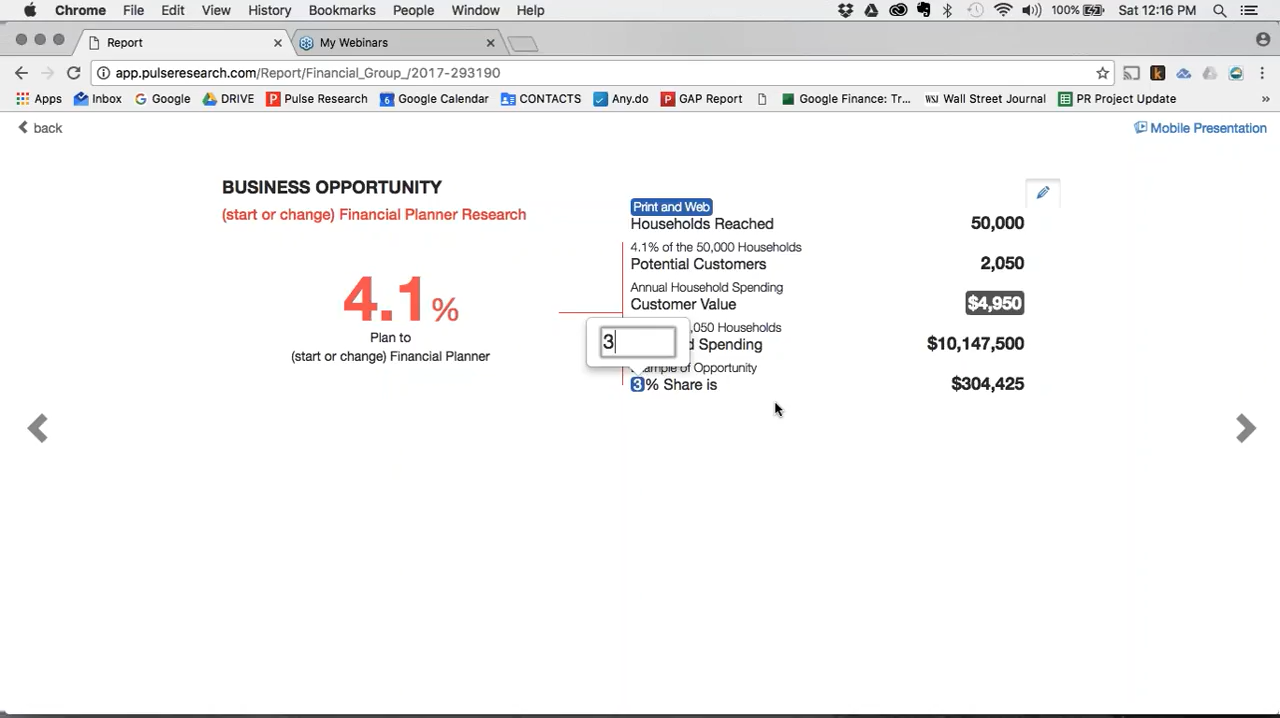 Chrome File Edit View History Bookmarks People Window Help 100% Sat 12:16 PM
Report My Webinars
app.pulseresearch.com/Report/Financial_Group_/2017-293190
Apps Inbox Google DRIVE Pulse Research 6 Google Calendar CONTACTS Any.do GAP Report Google Finance: Tr... WSJ Wall Street Journal PR Project Update »
back Mobile Presentation
BUSINESS OPPORTUNITY
(start or change) Financial Planner Research
4.1%
Plan to
(start or change) Financial Planner
Print and Web
Households Reached 50,000
4.1% of the 50,000 Households
Potential Customers 2,050
Annual Household Spending
Customer Value $4,950
,050 Households
Spending $10,147,500
3
of Opportunity
3% Share is $304,425